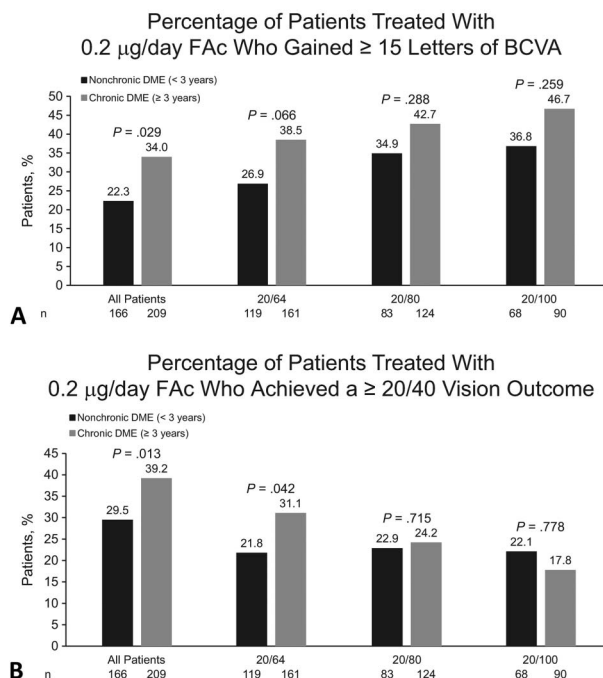 Percentage of Patients Treated With
0.2 μg/day FAc Who Gained ≥ 15 Letters of BCVA
Nonchronic DME (< 3 years)
Chronic DME (≥ 3 years)
Patients, %
50
45
40
35
30
25
20
15
10
5
0
P = .029
22.3
34.0
P = .066
26.9
38.5
P = .288
34.9
42.7
P = .259
36.8
46.7
All Patients 20/64 20/80 20/100
A n 166 209 119 161 83 124 68 90
Percentage of Patients Treated With
0.2 μg/day FAc Who Achieved a ≥ 20/40 Vision Outcome
Nonchronic DME (< 3 years)
Chronic DME (≥ 3 years)
Patients, %
45
40
35
30
25
20
15
10
5
0
P = .013
29.5
39.2
P = .042
21.8
31.1
P = .715
22.9
24.2
P = .778
22.1
17.8
All Patients 20/64 20/80 20/100
B n 166 209 119 161 83 124 68 90